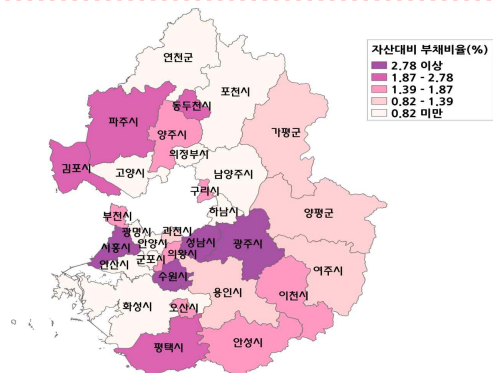 자산대비 부채비율(%)
2.78 이상
1.87 - 2.78
1.39 - 1.87
0.82 - 1.39
0.82 미만
연천군
포천시
동두천시
파주시
양주시
가평군
의정부시
김포시
고양시
남양주시
구리시
하남시
양평군
부천시
광명시
과천시
시흥시
안양시
성남시
광주시
안산시
군포시
의왕시
여주시
수원시
용인시
이천시
화성시
오산시
평택시
안성시